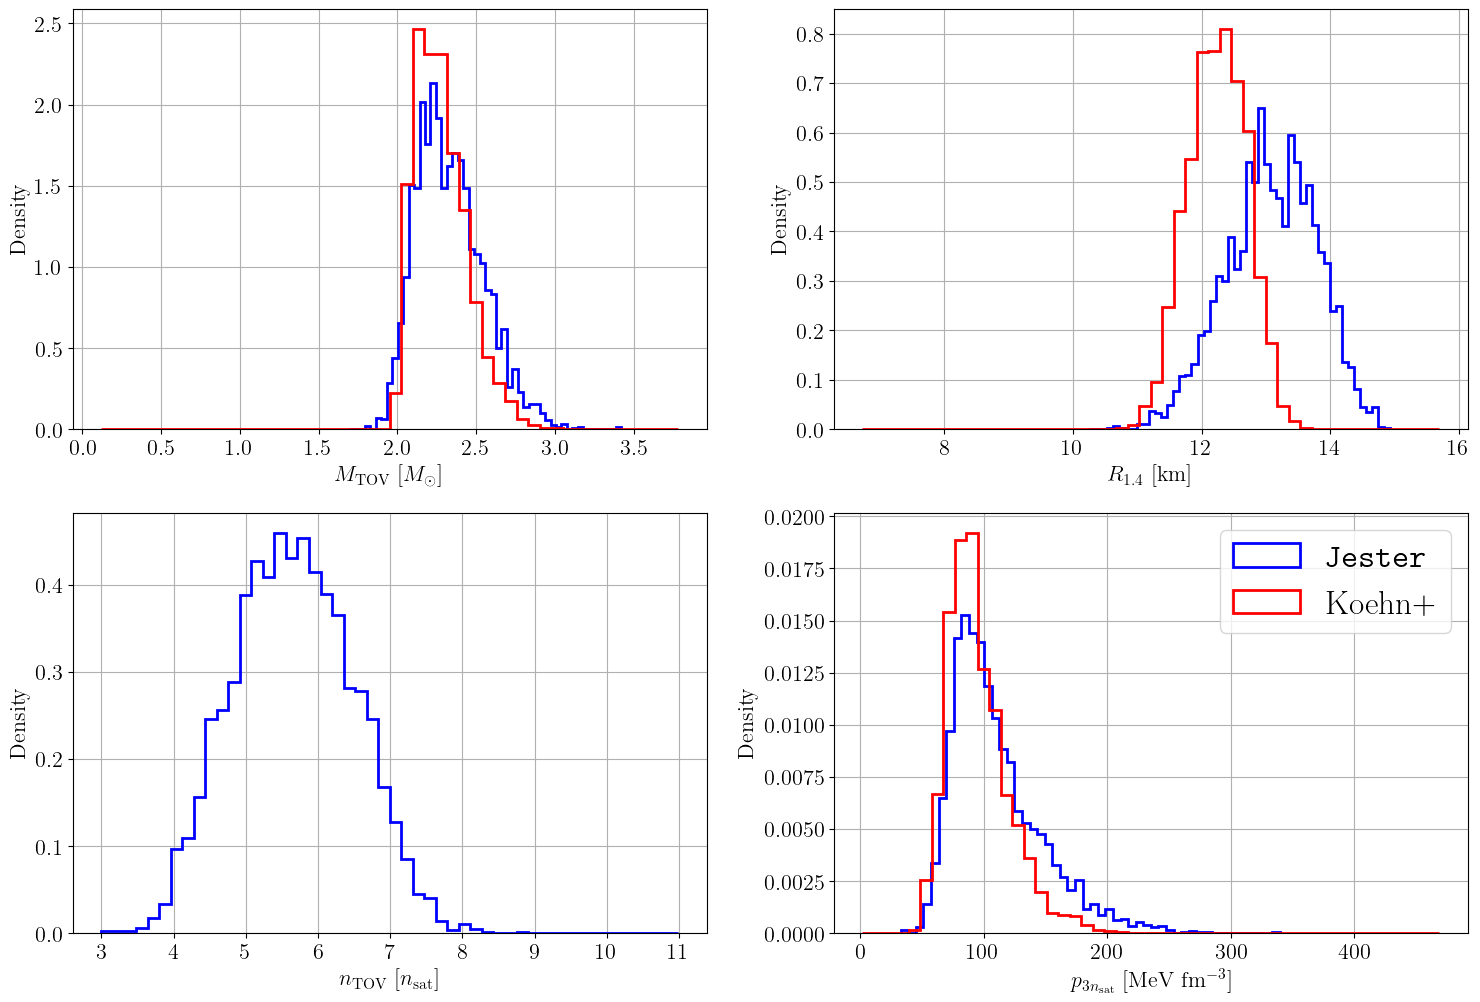 2.5
2.0
1.5
1.0
0.5
0.0
Density
0.0 0.5 1.0 1.5 2.0 2.5 3.0 3.5
M_TOV [M_⊙]
0.8
0.7
0.6
0.5
0.4
0.3
0.2
0.1
0.0
Density
8 10 12 14 16
R_1.4 [km]
0.4
0.3
0.2
0.1
0.0
Density
3 4 5 6 7 8 9 10 11
n_TOV [n_sat]
0.0200
0.0175
0.0150
0.0125
0.0100
0.0075
0.0050
0.0025
0.0000
Density
Jester
Koehn+
0 100 200 300 400
p_3n_sat [MeV fm⁻³]